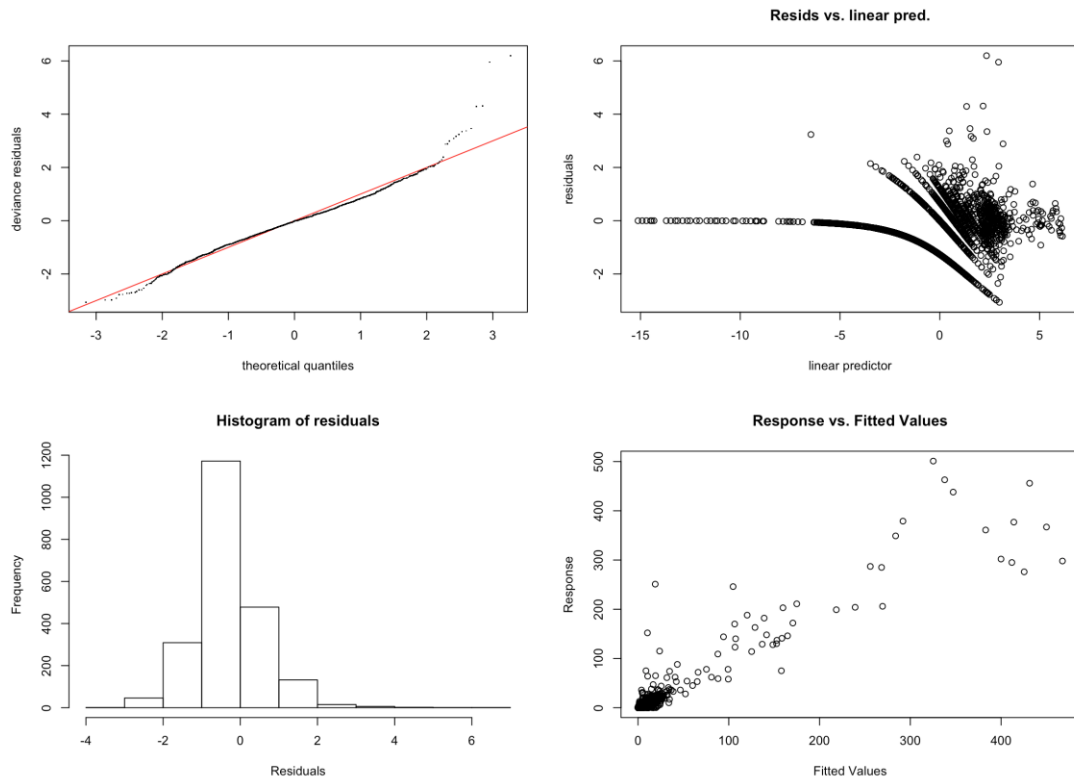 deviance residuals
6
4
2
0
-2
-3 -2 -1 0 1 2 3
theoretical quantiles
Resids vs. linear pred.
residuals
6
4
2
0
-2
-15 -10 -5 0 5
linear predictor
Histogram of residuals
Frequency
1200
1000
800
600
400
200
0
-4 -2 0 2 4 6
Residuals
Response vs. Fitted Values
Response
500
400
300
200
100
0
0 100 200 300 400
Fitted Values